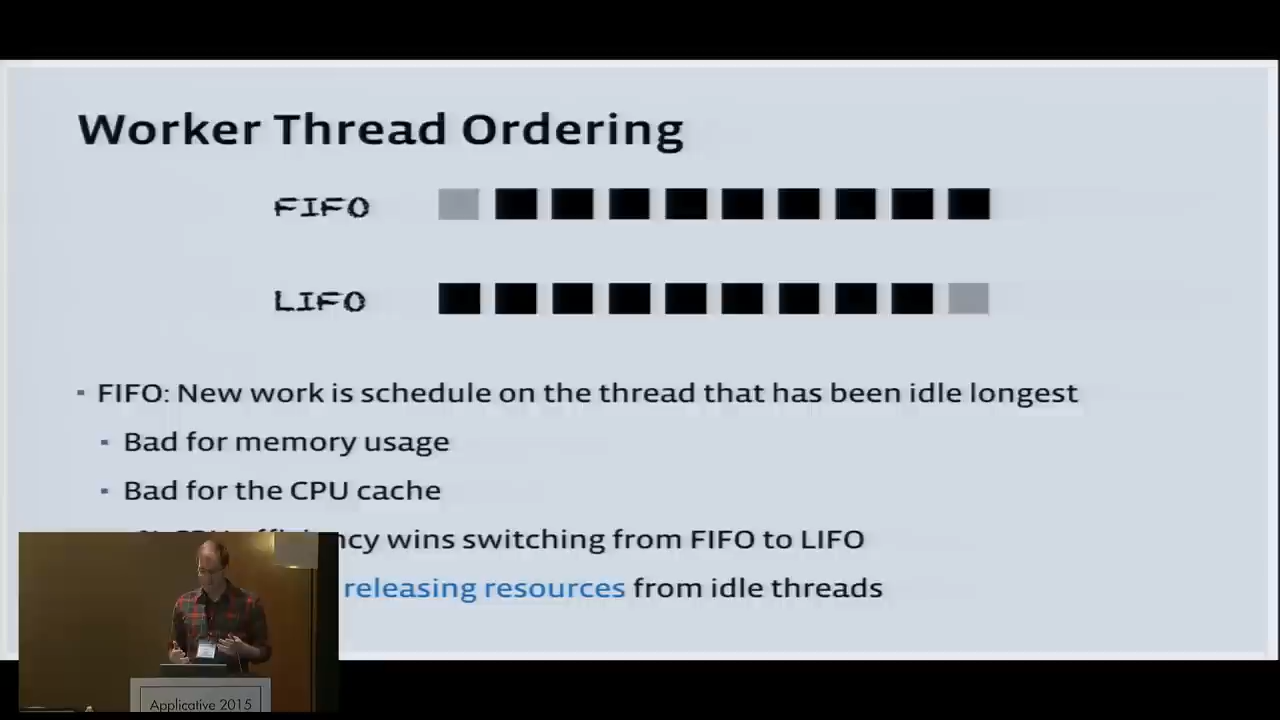 Worker Thread Ordering
FIFO
LIFO
▪ FIFO: New work is schedule on the thread that has been idle longest
▪ Bad for memory usage
▪ Bad for the CPU cache
wins switching from FIFO to LIFO
releasing resources from idle threads
Applicative 2015